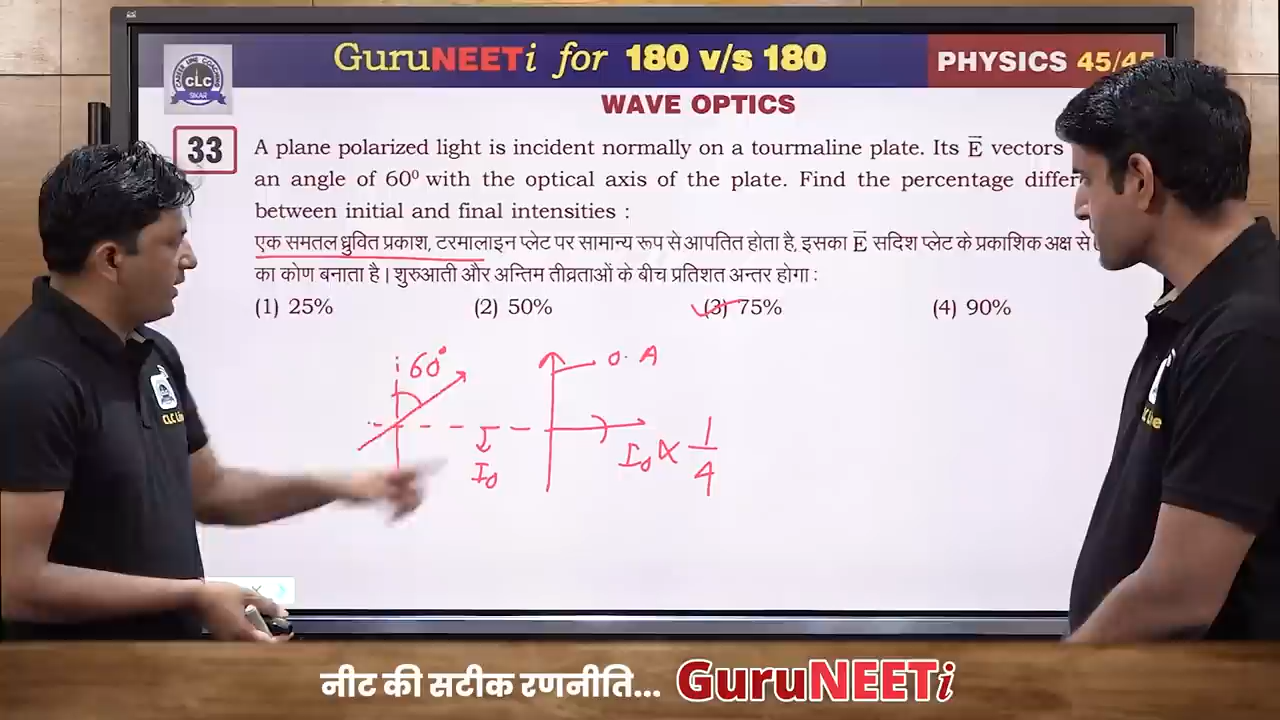 GuruNEETi for 180 v/s 180
PHYSICS 45/45
CLC
SIKAR
WAVE OPTICS
33
A plane polarized light is incident normally on a tourmaline plate. Its E⃗ vectors
an angle of 60⁰ with the optical axis of the plate. Find the percentage differ
between initial and final intensities :
एक समतल ध्रुवित प्रकाश, टरमालाइन प्लेट पर सामान्य रूप से आपतित होता है, इसका E⃗ सदिश प्लेट के प्रकाशिक अक्ष से
का कोण बनाता है। शुरुआती और अन्तिम तीव्रताओं के बीच प्रतिशत अन्तर होगा :
(1) 25% (2) 50% (3) 75% (4) 90%
60° O.A
I₀ I₀ × 1/4
CLC
नीट की सटीक रणनीति... GuruNEETi